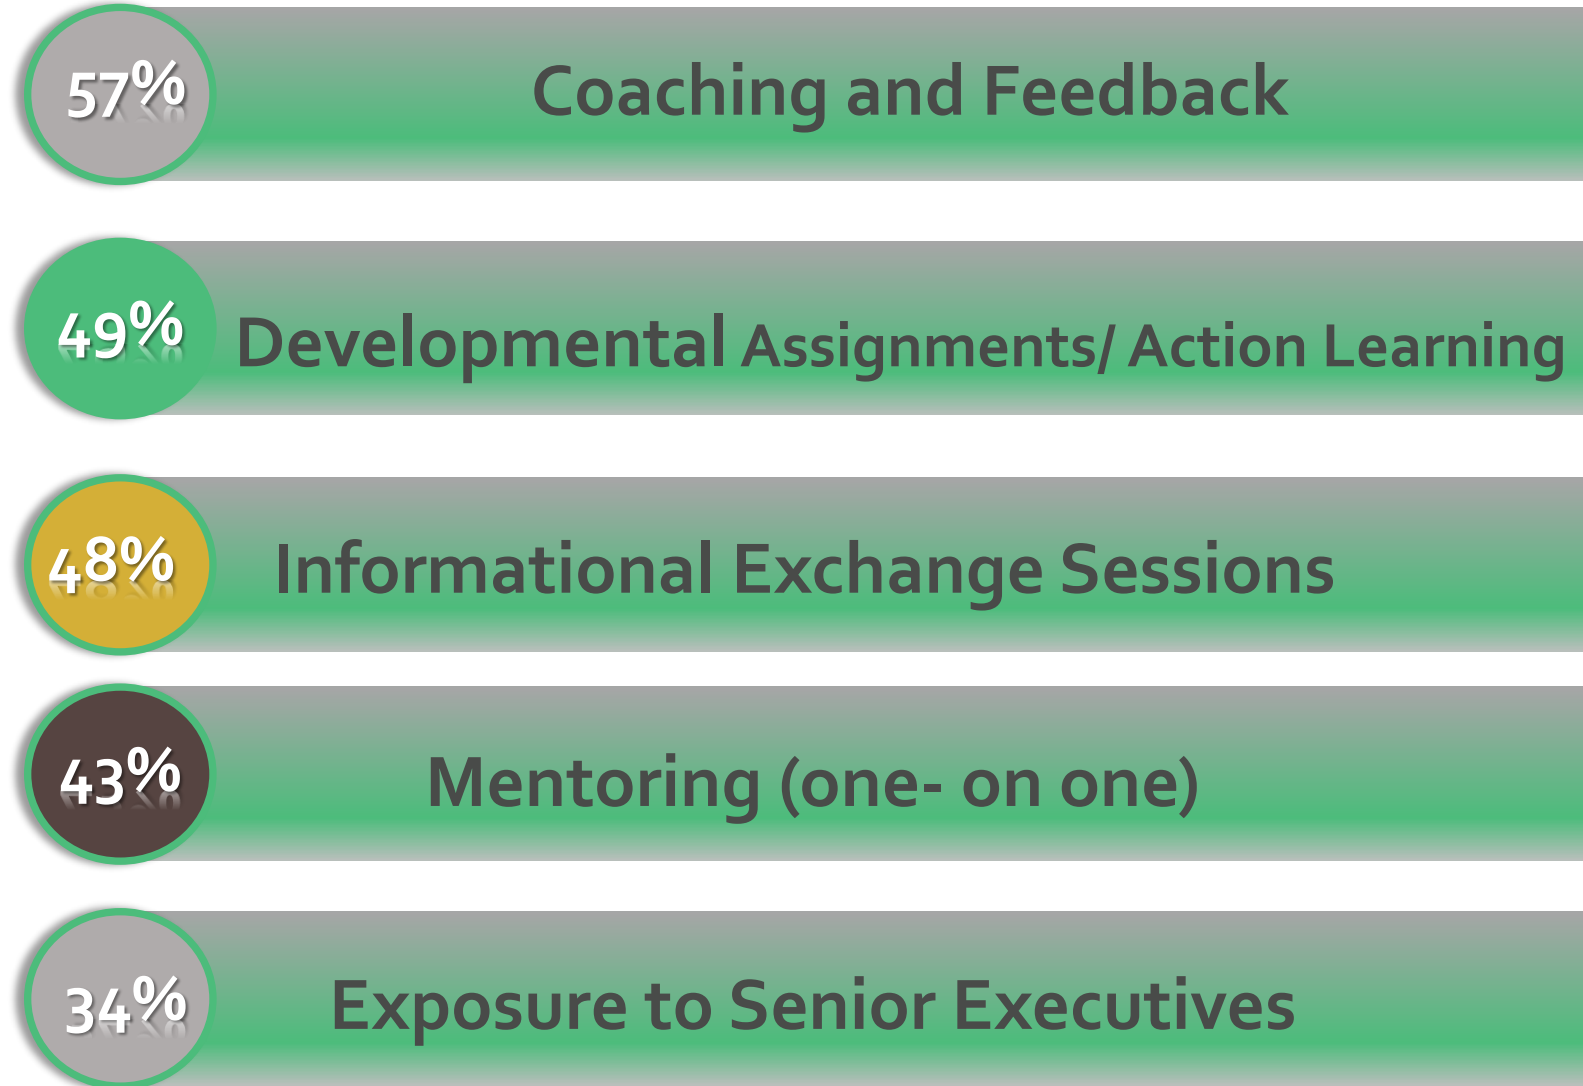 57% Coaching and Feedback
49% Developmental Assignments/ Action Learning
48% Informational Exchange Sessions
43% Mentoring (one- on one)
34% Exposure to Senior Executives